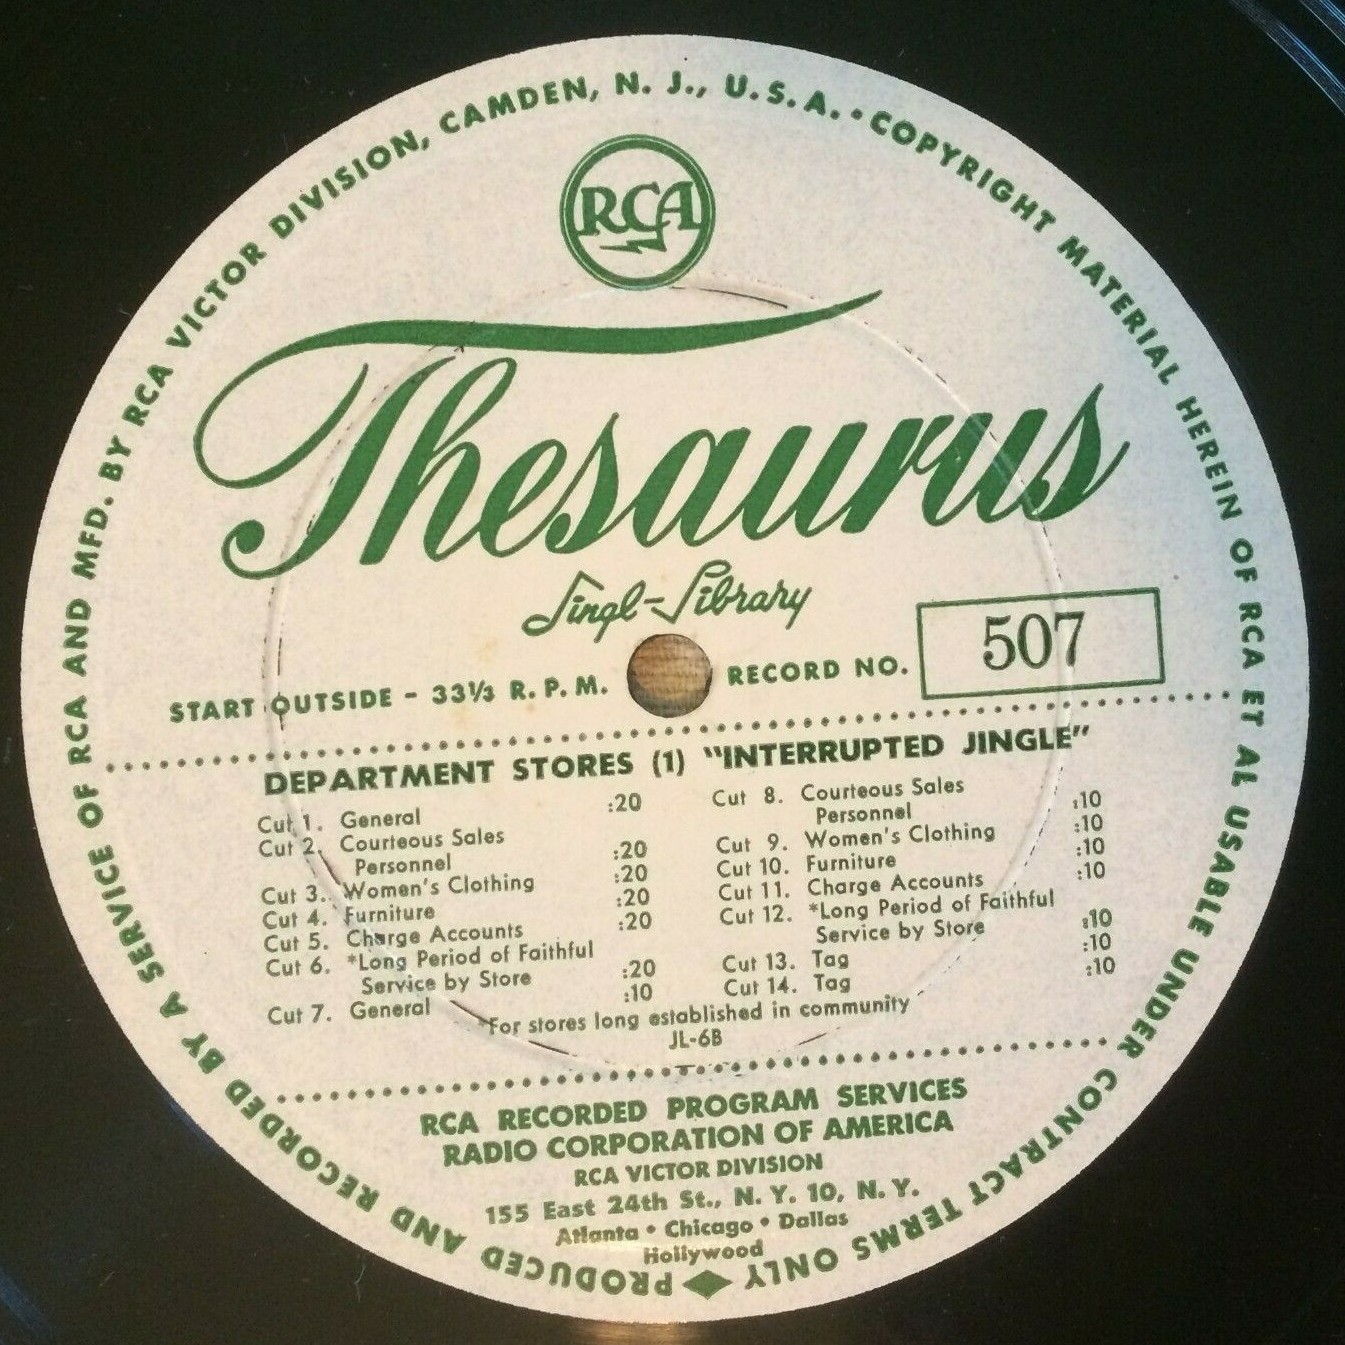 PRODUCED AND RECORDED BY A SERVICE OF RCA AND MFD. BY RCA VICTOR DIVISION, CAMDEN, N. J., U.S.A. • COPYRIGHT MATERIAL HEREIN OF RCA ET AL USABLE UNDER CONTRACT TERMS ONLY
RCA
Thesaurus
Singl-Library
START OUTSIDE - 33⅓ R. P. M.
RECORD NO. 507
DEPARTMENT STORES (1) "INTERRUPTED JINGLE"
Cut 1. General :20
Cut 2. Courteous Sales
Personnel :20
Cut 3. Women's Clothing :20
Cut 4. Furniture :20
Cut 5. Charge Accounts :20
Cut 6. *Long Period of Faithful
Service by Store :20
Cut 7. General :10
Cut 8. Courteous Sales
Personnel :10
Cut 9. Women's Clothing :10
Cut 10. Furniture :10
Cut 11. Charge Accounts :10
Cut 12. *Long Period of Faithful
Service by Store :10
Cut 13. Tag :10
Cut 14. Tag :10
*For stores long established in community
JL-6B
RCA RECORDED PROGRAM SERVICES
RADIO CORPORATION OF AMERICA
RCA VICTOR DIVISION
155 East 24th St., N. Y. 10, N. Y.
Atlanta • Chicago • Dallas
Hollywood